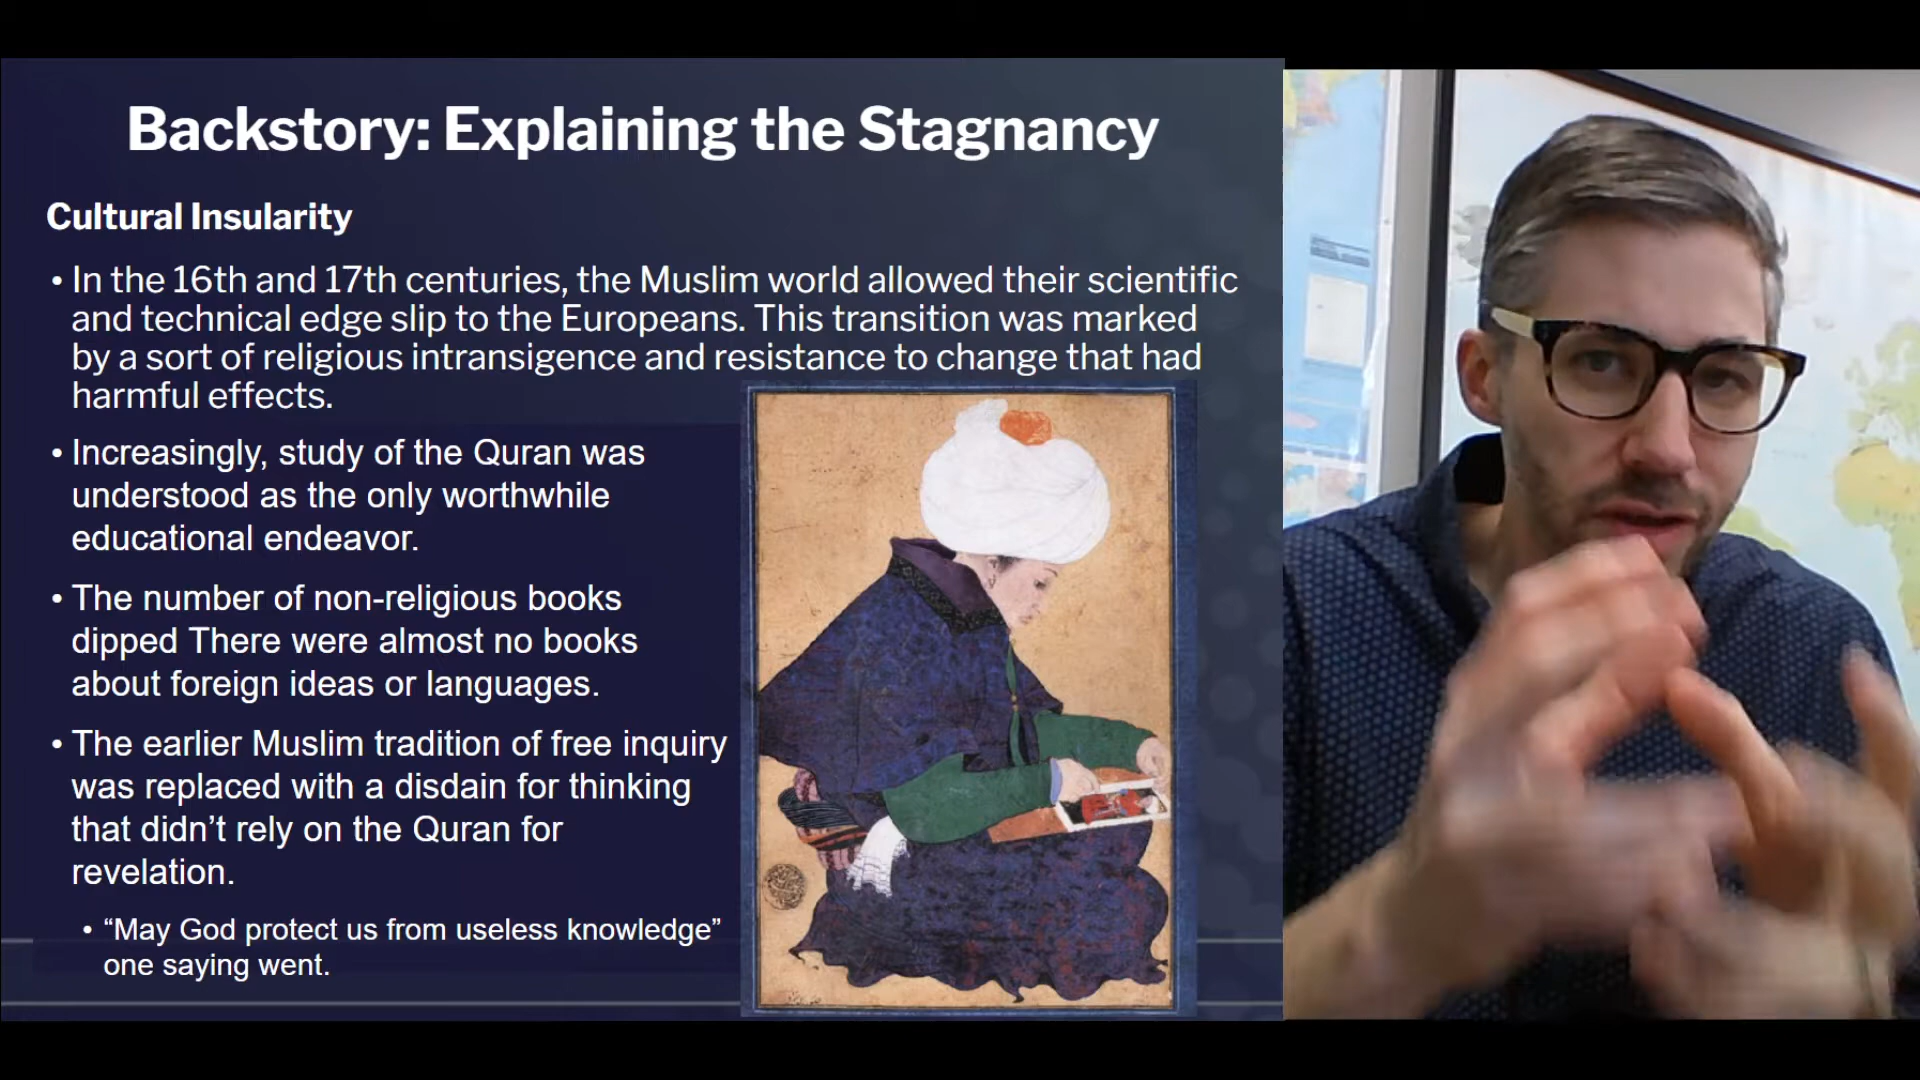 Backstory: Explaining the Stagnancy
Cultural Insularity
• In the 16th and 17th centuries, the Muslim world allowed their scientific
and technical edge slip to the Europeans. This transition was marked
by a sort of religious intransigence and resistance to change that had
harmful effects.
• Increasingly, study of the Quran was
understood as the only worthwhile
educational endeavor.
• The number of non-religious books
dipped There were almost no books
about foreign ideas or languages.
• The earlier Muslim tradition of free inquiry
was replaced with a disdain for thinking
that didn’t rely on the Quran for
revelation.
• “May God protect us from useless knowledge”
one saying went.